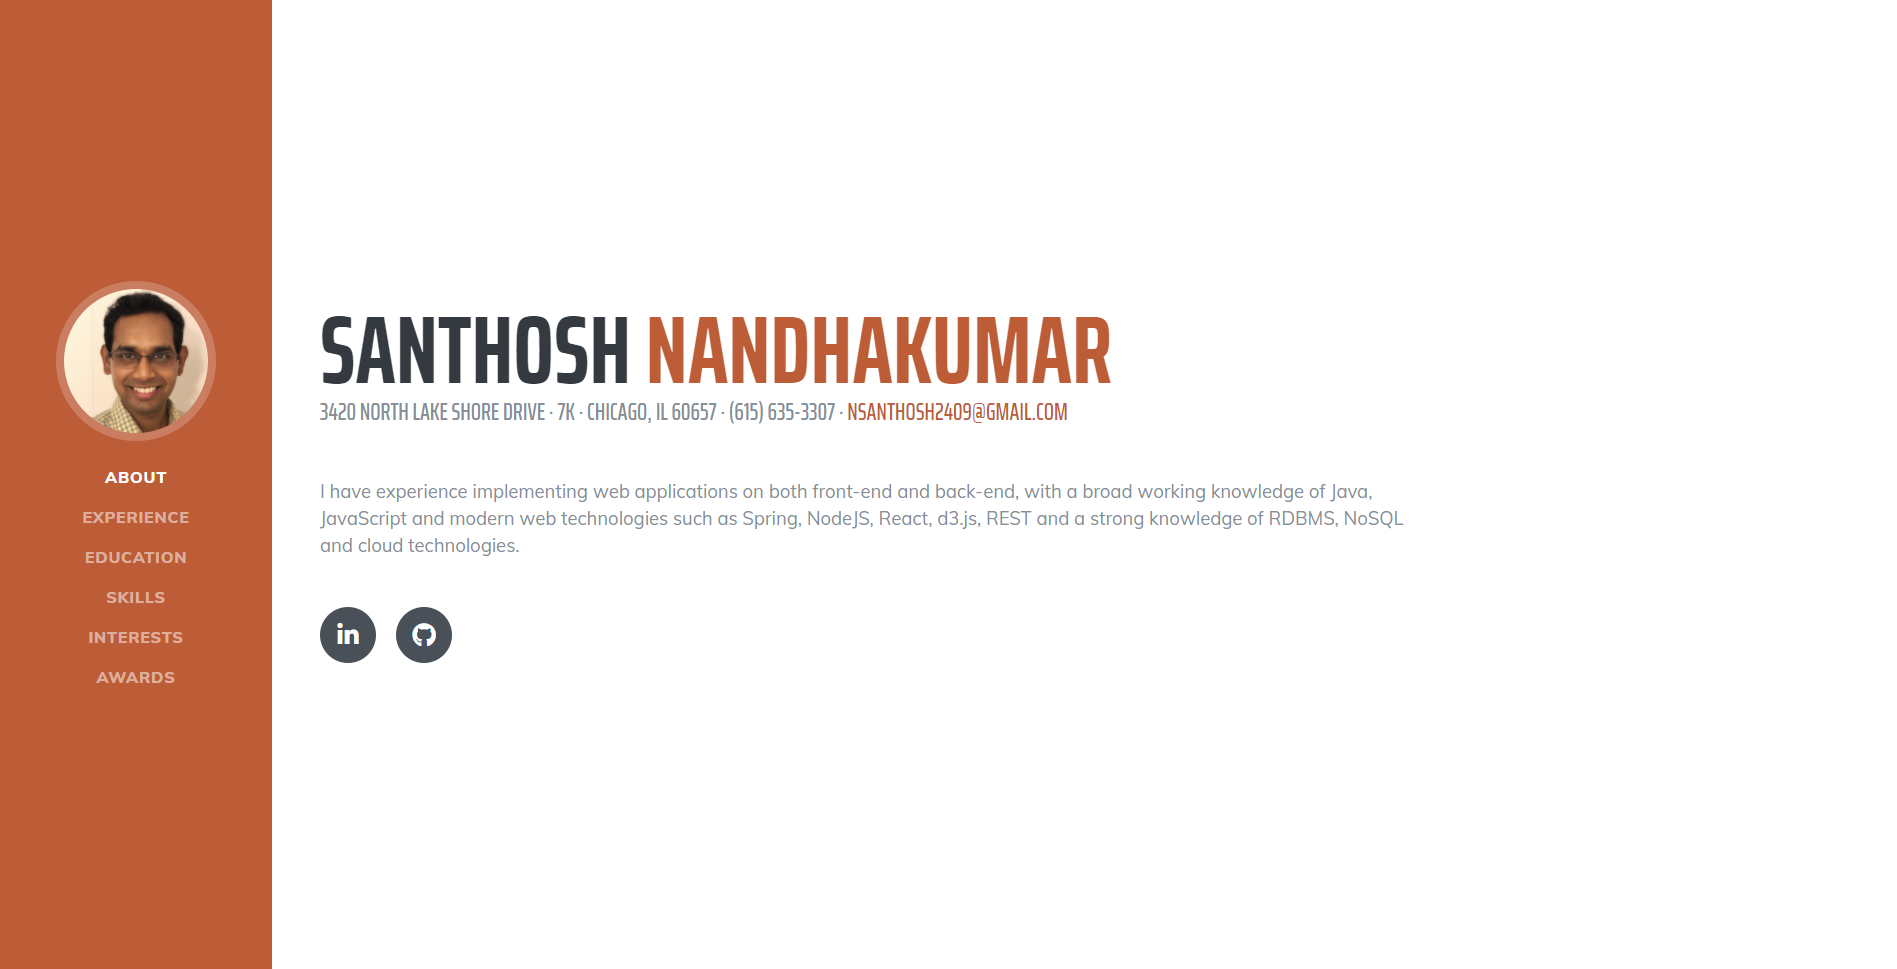 ABOUT
EXPERIENCE
EDUCATION
SKILLS
INTERESTS
AWARDS
SANTHOSH NANDHAKUMAR
3420 NORTH LAKE SHORE DRIVE · 7K · CHICAGO, IL 60657 · (615) 635-3307 · NSANTHOSH2409@GMAIL.COM
I have experience implementing web applications on both front-end and back-end, with a broad working knowledge of Java,
JavaScript and modern web technologies such as Spring, NodeJS, React, d3.js, REST and a strong knowledge of RDBMS, NoSQL
and cloud technologies.
in